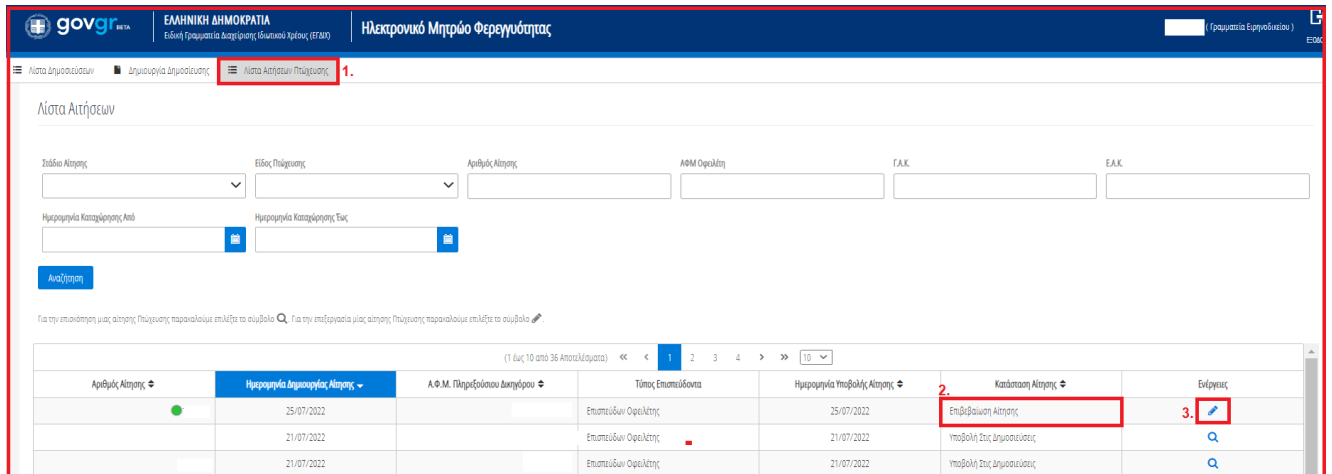 govgr BETA ΕΛΛΗΝΙΚΗ ΔΗΜΟΚΡΑΤΙΑ
Ειδική Γραμματεία Διαχείρισης Ιδιωτικού Χρέους (ΕΓΔΙΧ)
Ηλεκτρονικό Μητρώο Φερεγγυότητας
( Γραμματεία Ειρηνοδικείου )
Λίστα Δημοσιεύσεων Δημιουργία Δημοσίευσης Λίστα Αιτήσεων Πτώχευσης 1.
Λίστα Αιτήσεων
Στάδιο Αίτησης Είδος Πτώχευσης Αριθμός Αίτησης ΑΦΜ Οφειλέτη Γ.Α.Κ. Ε.Α.Κ.
Ημερομηνία Καταχώρησης Από Ημερομηνία Καταχώρησης Έως
Αναζήτηση
Για την επισκόπηση μιας αίτησης Πτώχευσης παρακαλούμε επιλέξτε το σύμβολο . Για την επεξεργασία μίας αίτησης Πτώχευσης παρακαλούμε επιλέξτε το σύμβολο .
(1 έως 10 από 36 Αποτελέσματα) « < 1 2 3 4 > » 10
Αριθμός Αίτησης Ημερομηνία Δημιουργίας Αίτησης Α.Φ.Μ. Πληρεξούσιου Δικηγόρου Τύπος Επισπεύδοντα Ημερομηνία Υποβολής Αίτησης 2. Κατάσταση Αίτησης Ενέργειες
25/07/2022 Επισπεύδων Οφειλέτης 25/07/2022 Επιβεβαίωση Αίτησης 3.
21/07/2022 Επισπεύδων Οφειλέτης 21/07/2022 Υποβολή Στις Δημοσιεύσεις
21/07/2022 Επισπεύδων Οφειλέτης 21/07/2022 Υποβολή Στις Δημοσιεύσεις